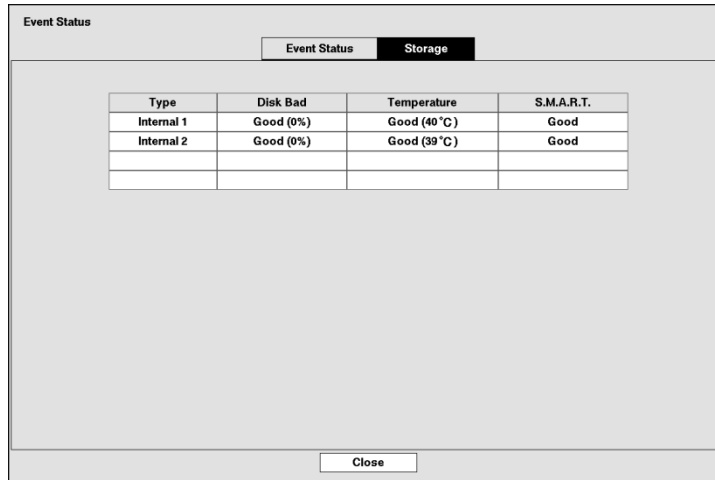 Event Status
Event Status Storage
Type Disk Bad Temperature S.M.A.R.T.
Internal 1 Good (0%) Good (40℃) Good
Internal 2 Good (0%) Good (39℃) Good
Close